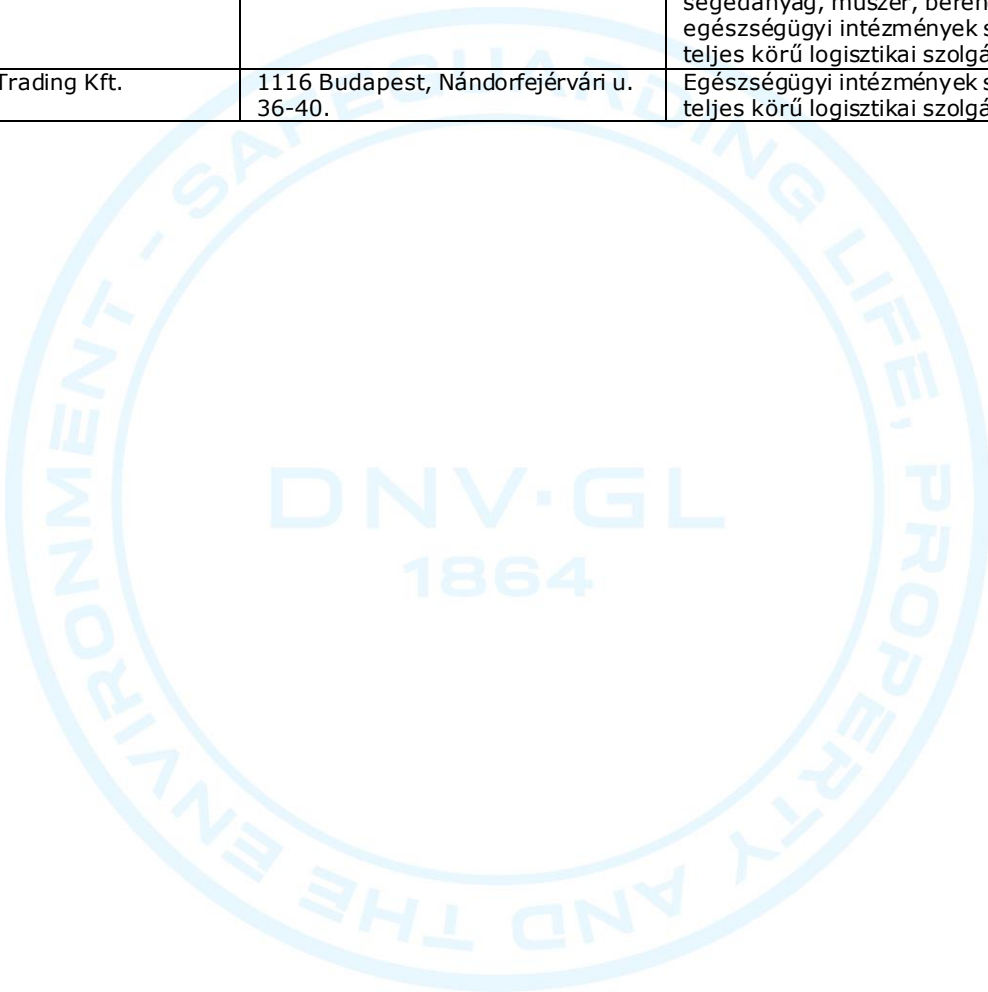 segédanyag, műszer, beren
egészségügyi intézmények s
teljes körű logisztikai szolgá
Trading Kft.
1116 Budapest, Nándorfejérvári u.
36-40.
Egészségügyi intézmények s
teljes körű logisztikai szolgá
SAFEGUARDING LIFE, PROPERTY AND THE ENVIRONMENT -
DNV·GL
1864